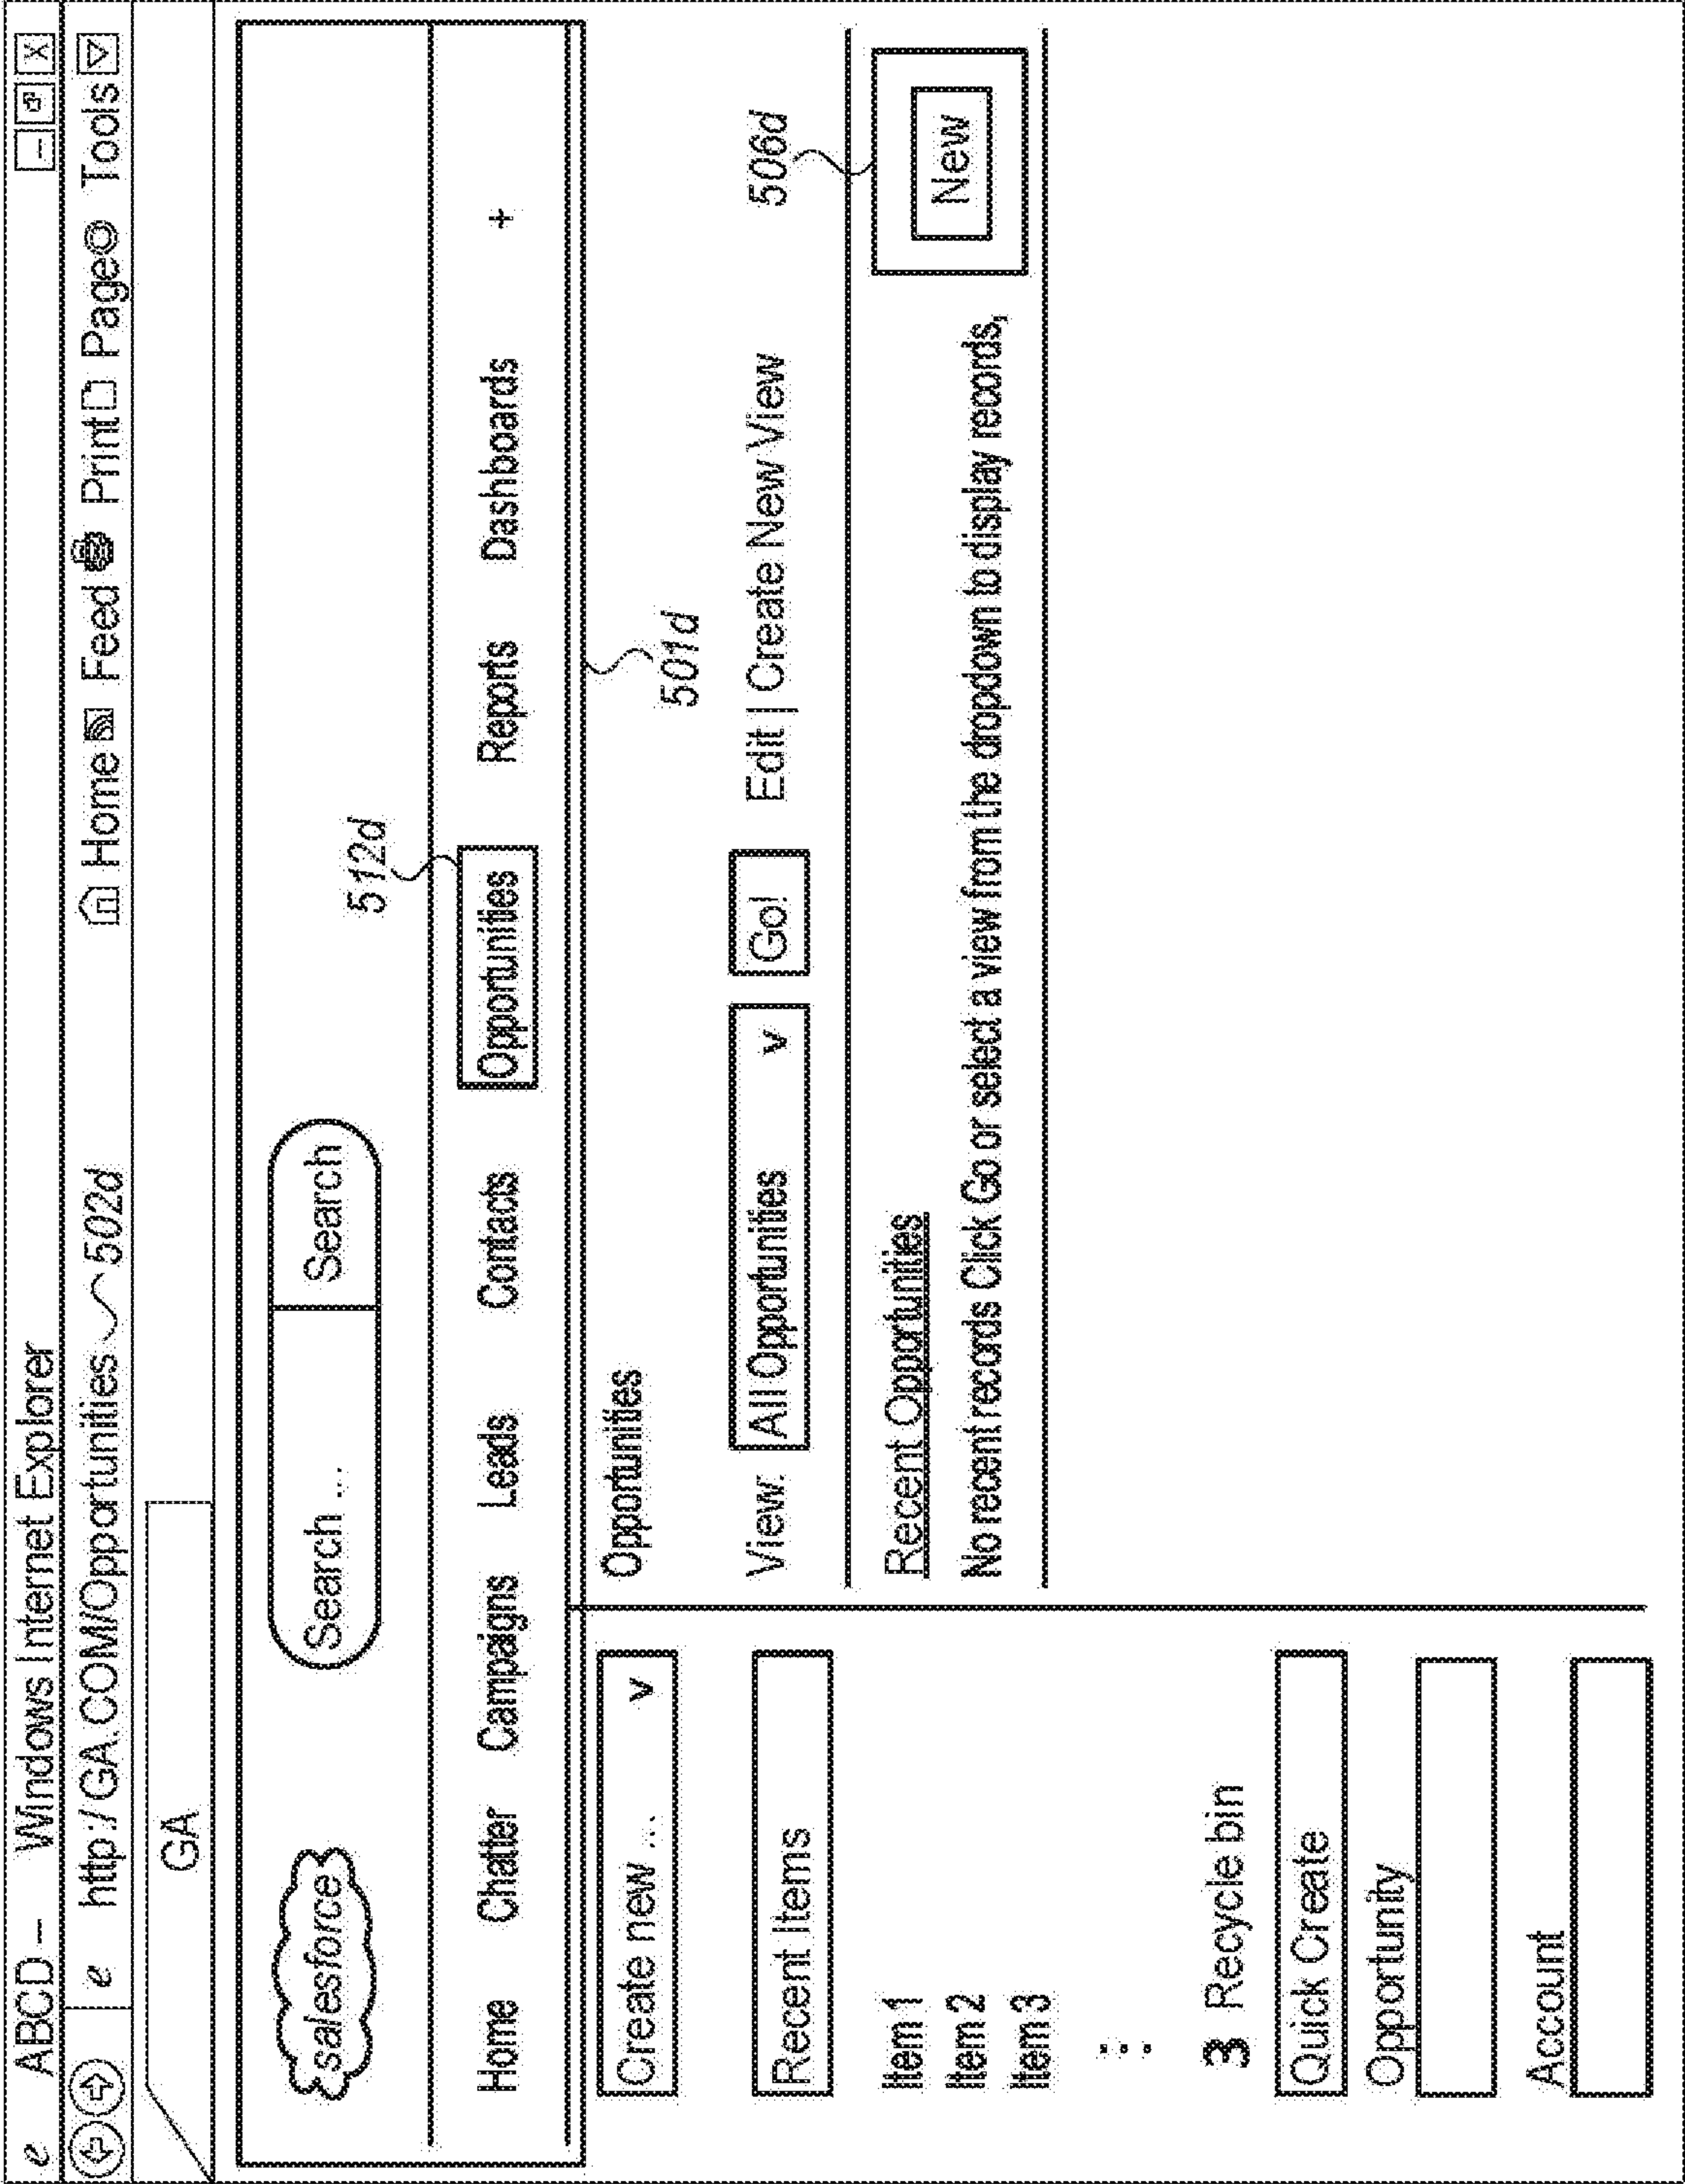 e ABCD – Windows Internet Explorer
e http:/ GA.COM/Opportunities 502d Home Feed Print Page Tools
GA
salesforce Search ... Search
512d
Home Chatter Campaigns Leads Contacts Opportunities Reports Dashboards +
501d
Create new ... v
Recent Items
Item 1
Item 2
Item 3
3 Recycle bin
Quick Create
Opportunity
Account
Opportunities
View: All Opportunities v Go! Edit | Create New View
506d
Recent Opportunities
New
No recent records Click Go or select a view from the dropdown to display records,